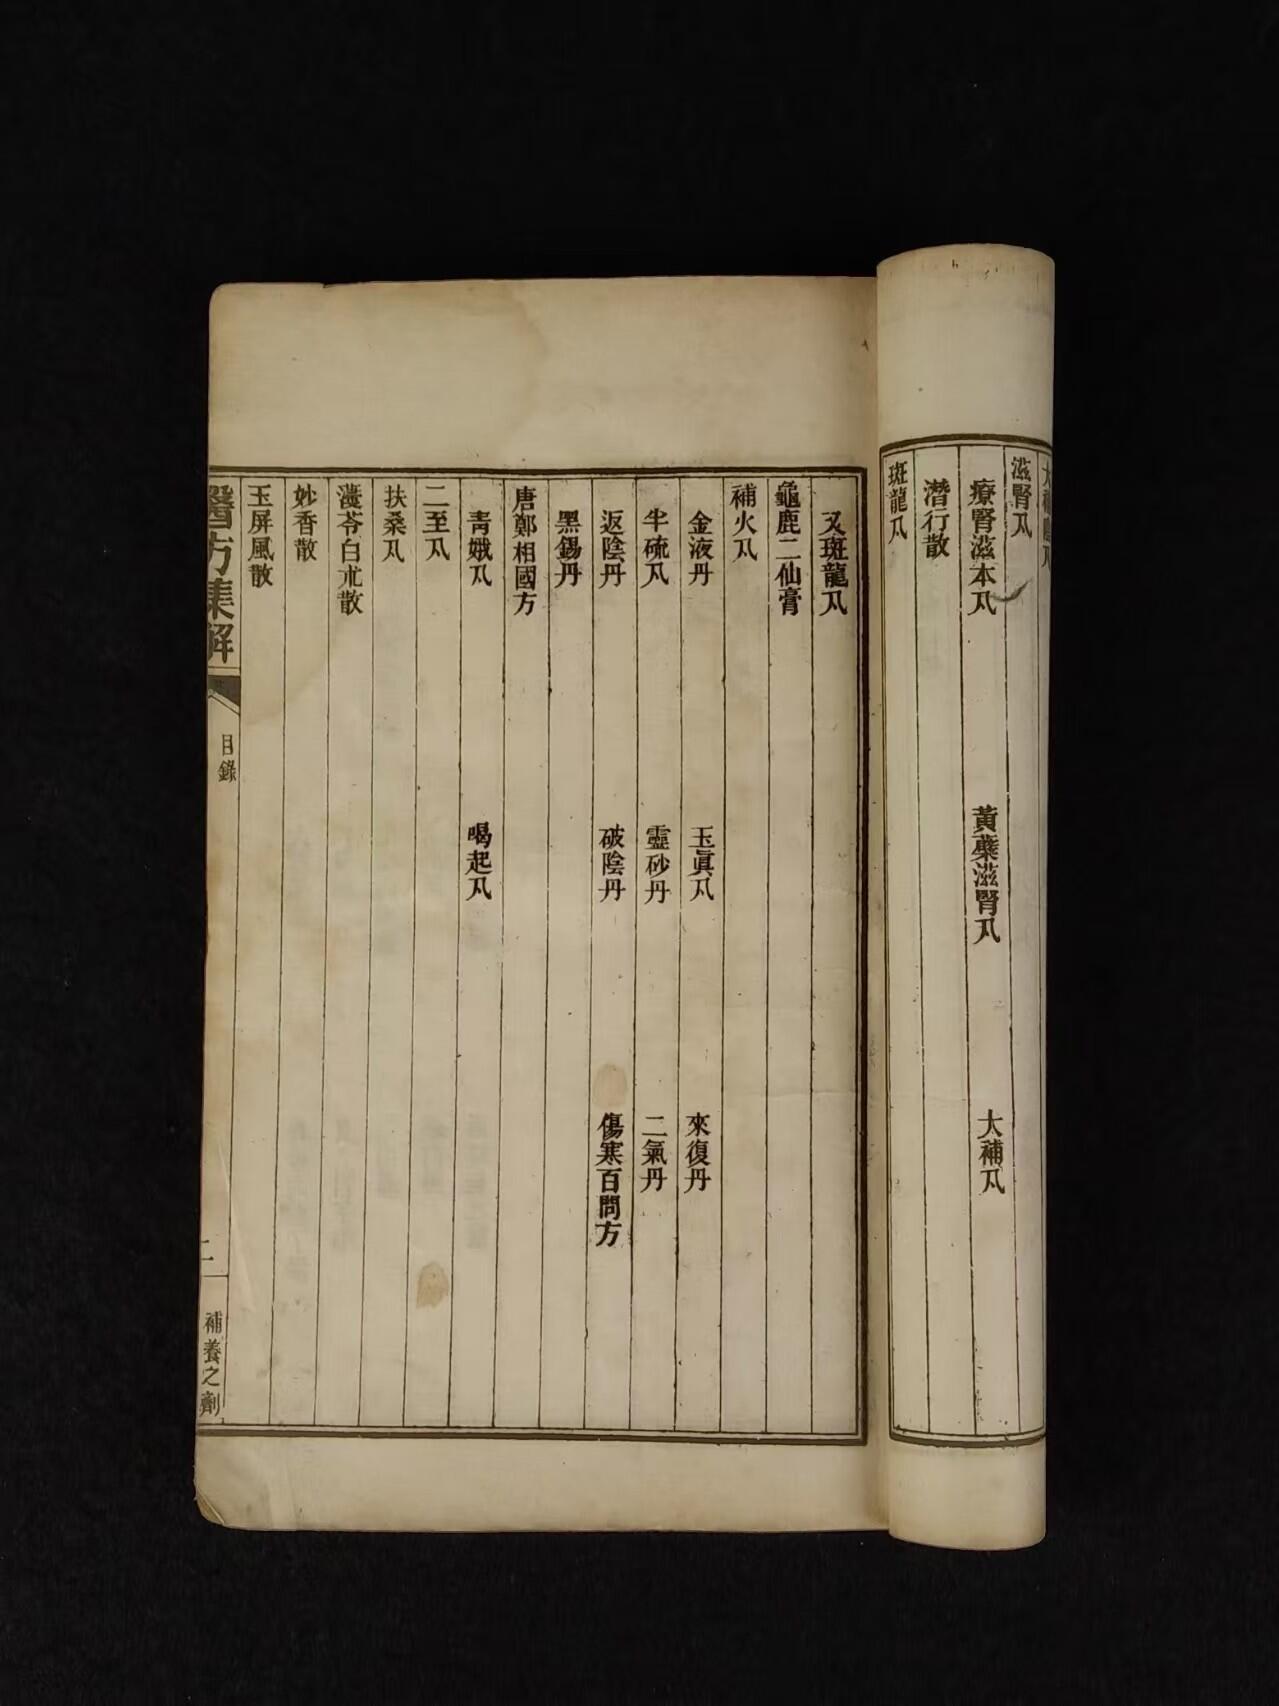 大補陰丸
滋腎丸
療腎滋本丸　黃蘗滋腎丸　大補丸
潛行散
斑龍丸
又斑龍丸
龜鹿二仙膏
補火丸
金液丹　玉眞丸　來復丹
半硫丸　靈砂丹　二氣丹
返陰丹　破陰丹　傷寒百問方
黑錫丹
唐鄭相國方
靑娥丸　喝起丸
二至丸
扶桑丸
薓苓白朮散
妙香散
玉屏風散
醫方集解　目錄　二　補養之劑